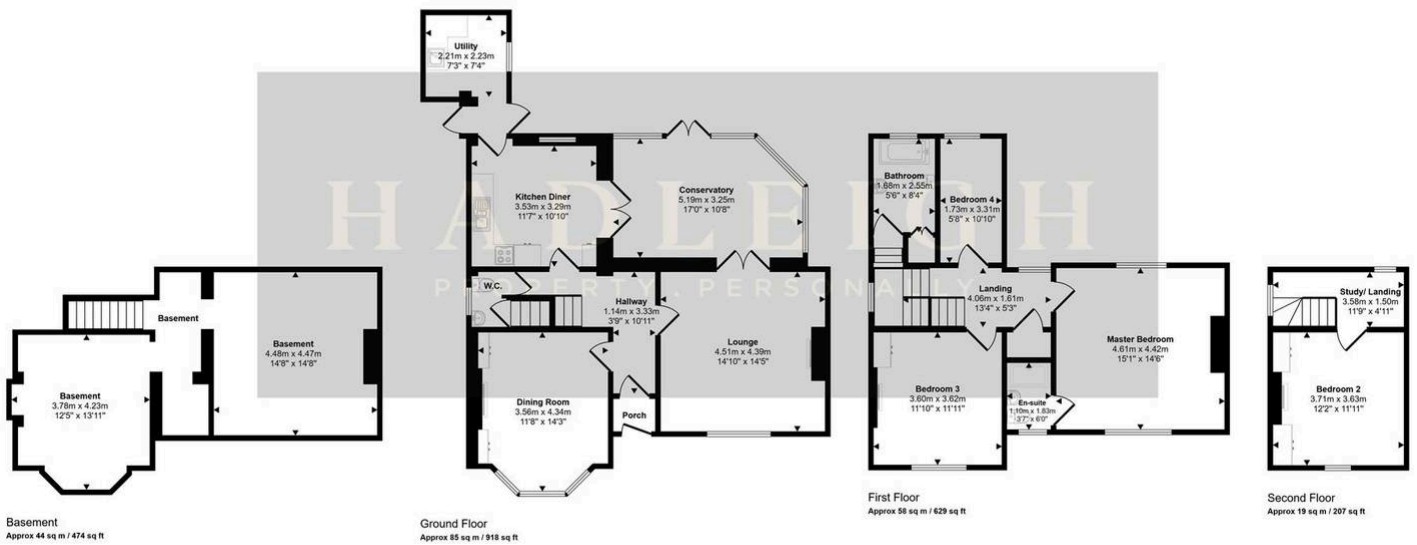 Utility
2.21m x 2.23m
7'3" x 7'4"
Kitchen Diner
3.53m x 3.29m
11'7" x 10'10"
Conservatory
5.19m x 3.25m
17'0" x 10'8"
Bathroom
1.68m x 2.55m
5'6" x 8'4"
Bedroom 4
1.73m x 3.31m
5'8" x 10'10"
HADLEIGH
PROPERTY. PERSONALLY
W.C.
Hallway
1.14m x 3.33m
3'9" x 10'11"
Landing
4.06m x 1.61m
13'4" x 5'3"
Study/ Landing
3.58m x 1.50m
11'9" x 4'11"
Basement
Basement
4.48m x 4.47m
14'8" x 14'8"
Lounge
4.51m x 4.39m
14'10" x 14'5"
Master Bedroom
4.61m x 4.42m
15'1" x 14'6"
Basement
3.78m x 4.23m
12'5" x 13'11"
Dining Room
3.56m x 4.34m
11'8" x 14'3"
Porch
Bedroom 3
3.60m x 3.62m
11'10" x 11'11"
En-suite
1.10m x 1.83m
3'7" x 6'0"
Bedroom 2
3.71m x 3.63m
12'2" x 11'11"
Basement
Approx 44 sq m / 474 sq ft
Ground Floor
Approx 85 sq m / 918 sq ft
First Floor
Approx 58 sq m / 629 sq ft
Second Floor
Approx 19 sq m / 207 sq ft